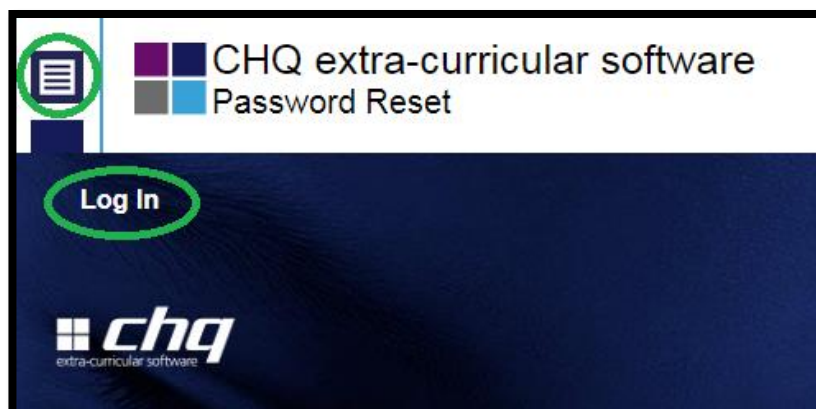 CHQ extra-curricular software
Password Reset
Log In
chq
extra-curricular software